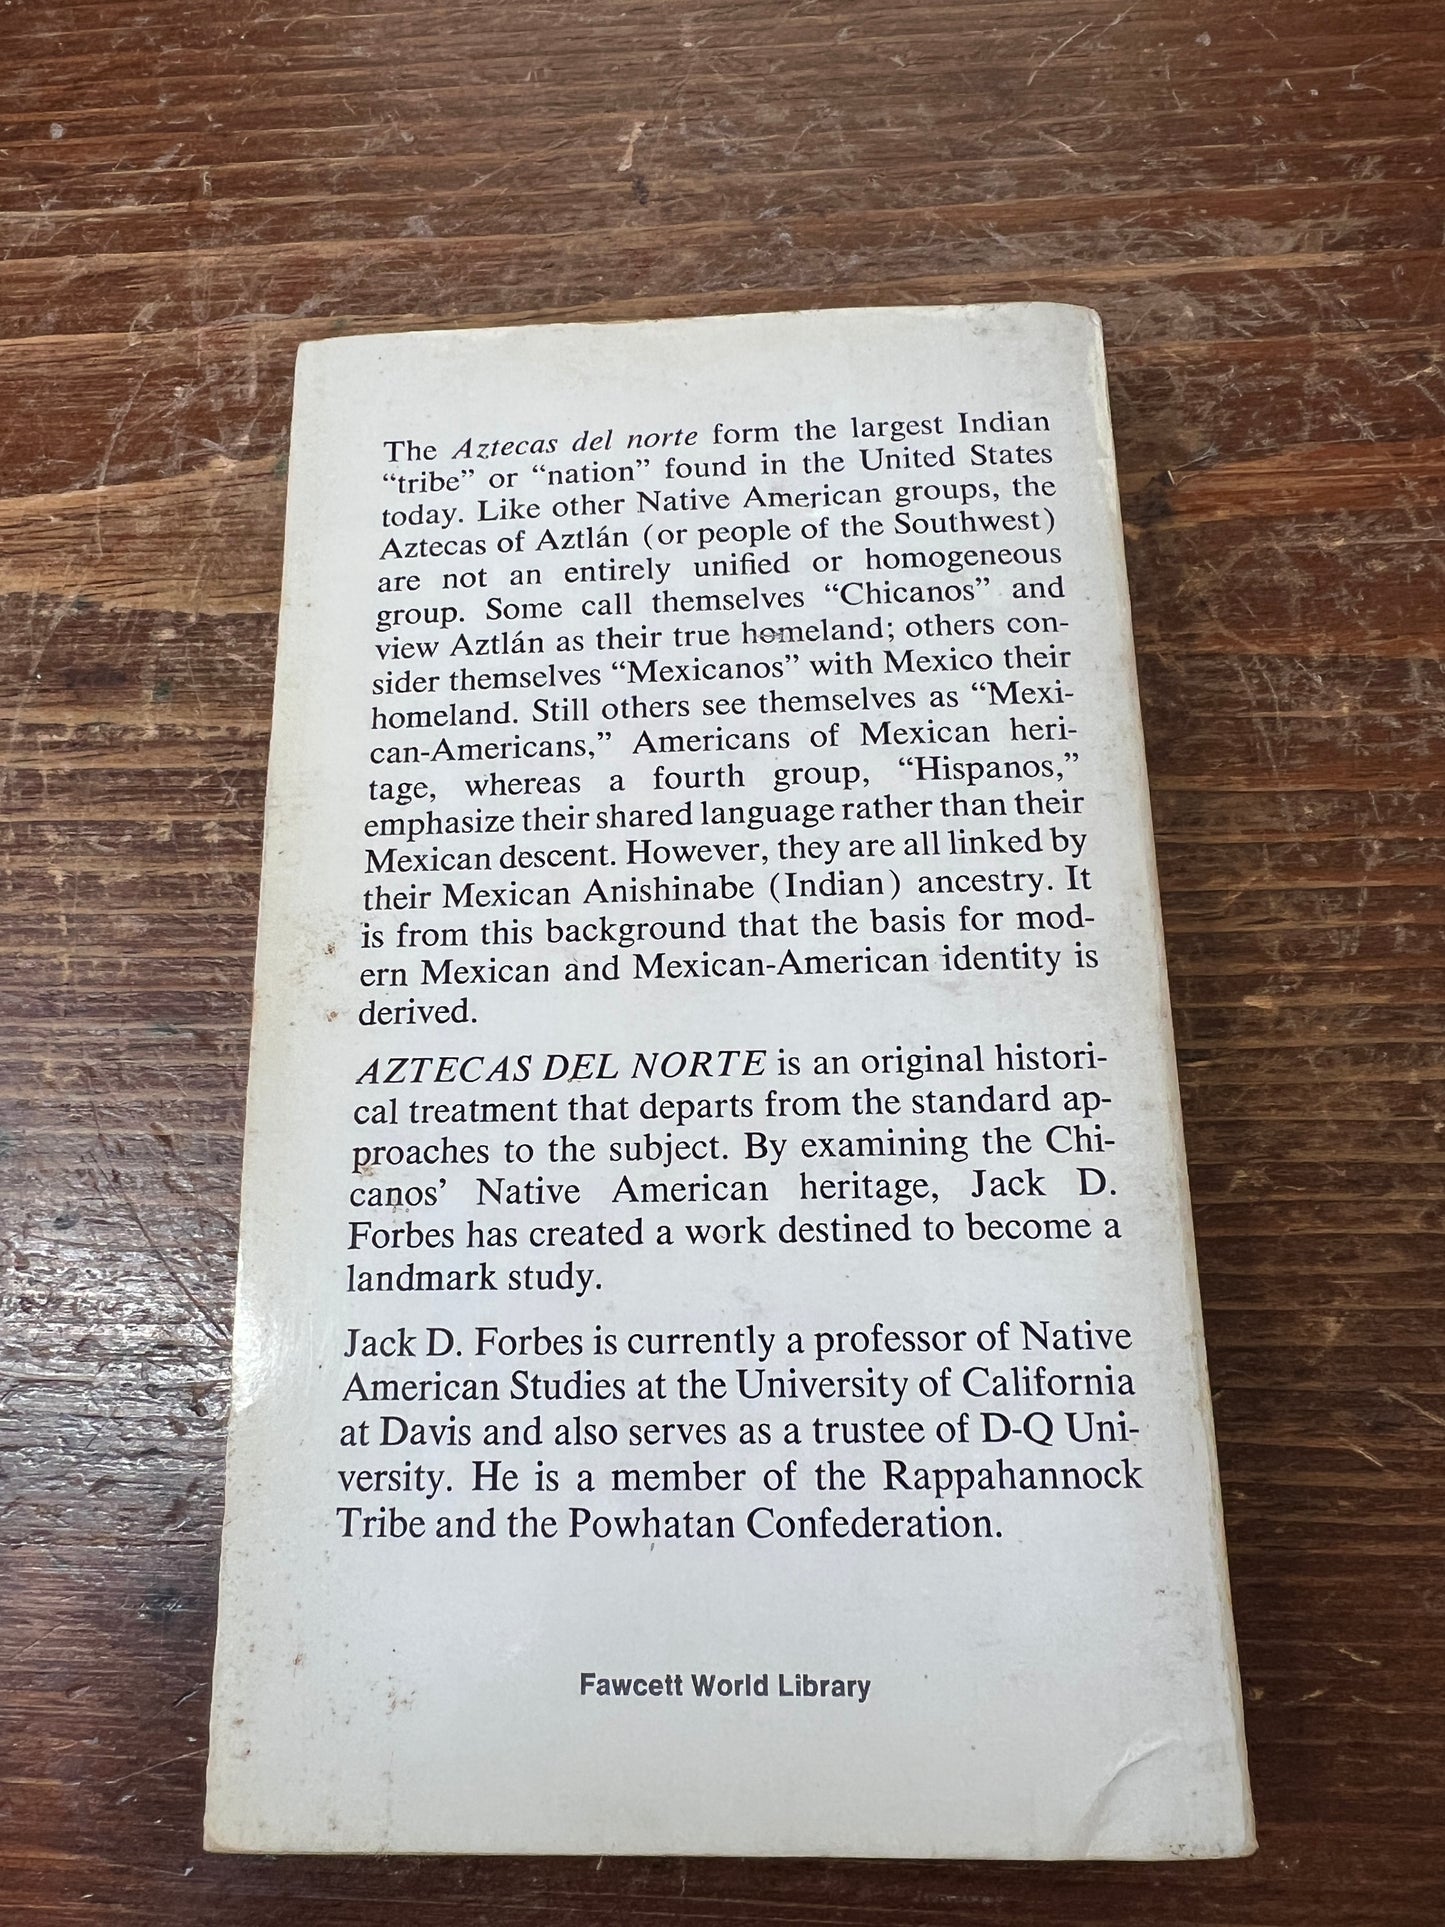 The Aztecas del norte form the largest Indian
“tribe” or “nation” found in the United States
today. Like other Native American groups, the
Aztecas of Aztlán (or people of the Southwest)
are not an entirely unified or homogeneous
group. Some call themselves “Chicanos” and
view Aztlán as their true homeland; others con-
sider themselves “Mexicanos” with Mexico their
homeland. Still others see themselves as “Mexi-
can-Americans,” Americans of Mexican heri-
tage, whereas a fourth group, “Hispanos,”
emphasize their shared language rather than their
Mexican descent. However, they are all linked by
their Mexican Anishinabe (Indian) ancestry. It
is from this background that the basis for mod-
ern Mexican and Mexican-American identity is
derived.
AZTECAS DEL NORTE is an original histori-
cal treatment that departs from the standard ap-
proaches to the subject. By examining the Chi-
canos’ Native American heritage, Jack D.
Forbes has created a work destined to become a
landmark study.
Jack D. Forbes is currently a professor of Native
American Studies at the University of California
at Davis and also serves as a trustee of D-Q Uni-
versity. He is a member of the Rappahannock
Tribe and the Powhatan Confederation.
Fawcett World Library